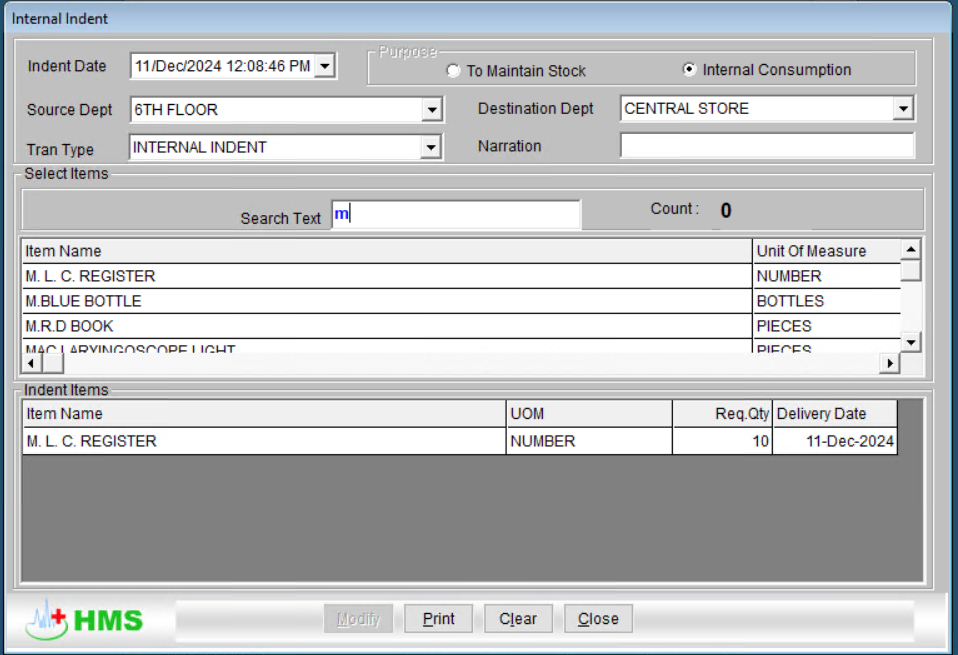 Internal Indent
Purpose
Indent Date 11/Dec/2024 12:08:46 PM To Maintain Stock Internal Consumption
Source Dept 6TH FLOOR Destination Dept CENTRAL STORE
Tran Type INTERNAL INDENT Narration
Select Items
Search Text m Count : 0
Item Name Unit Of Measure
M. L. C. REGISTER NUMBER
M.BLUE BOTTLE BOTTLES
M.R.D BOOK PIECES
MAC LARYINGOSCOPE LIGHT PIECES
Indent Items
Item Name UOM Req.Qty Delivery Date
M. L. C. REGISTER NUMBER 10 11-Dec-2024
HMS Modify Print Clear Close